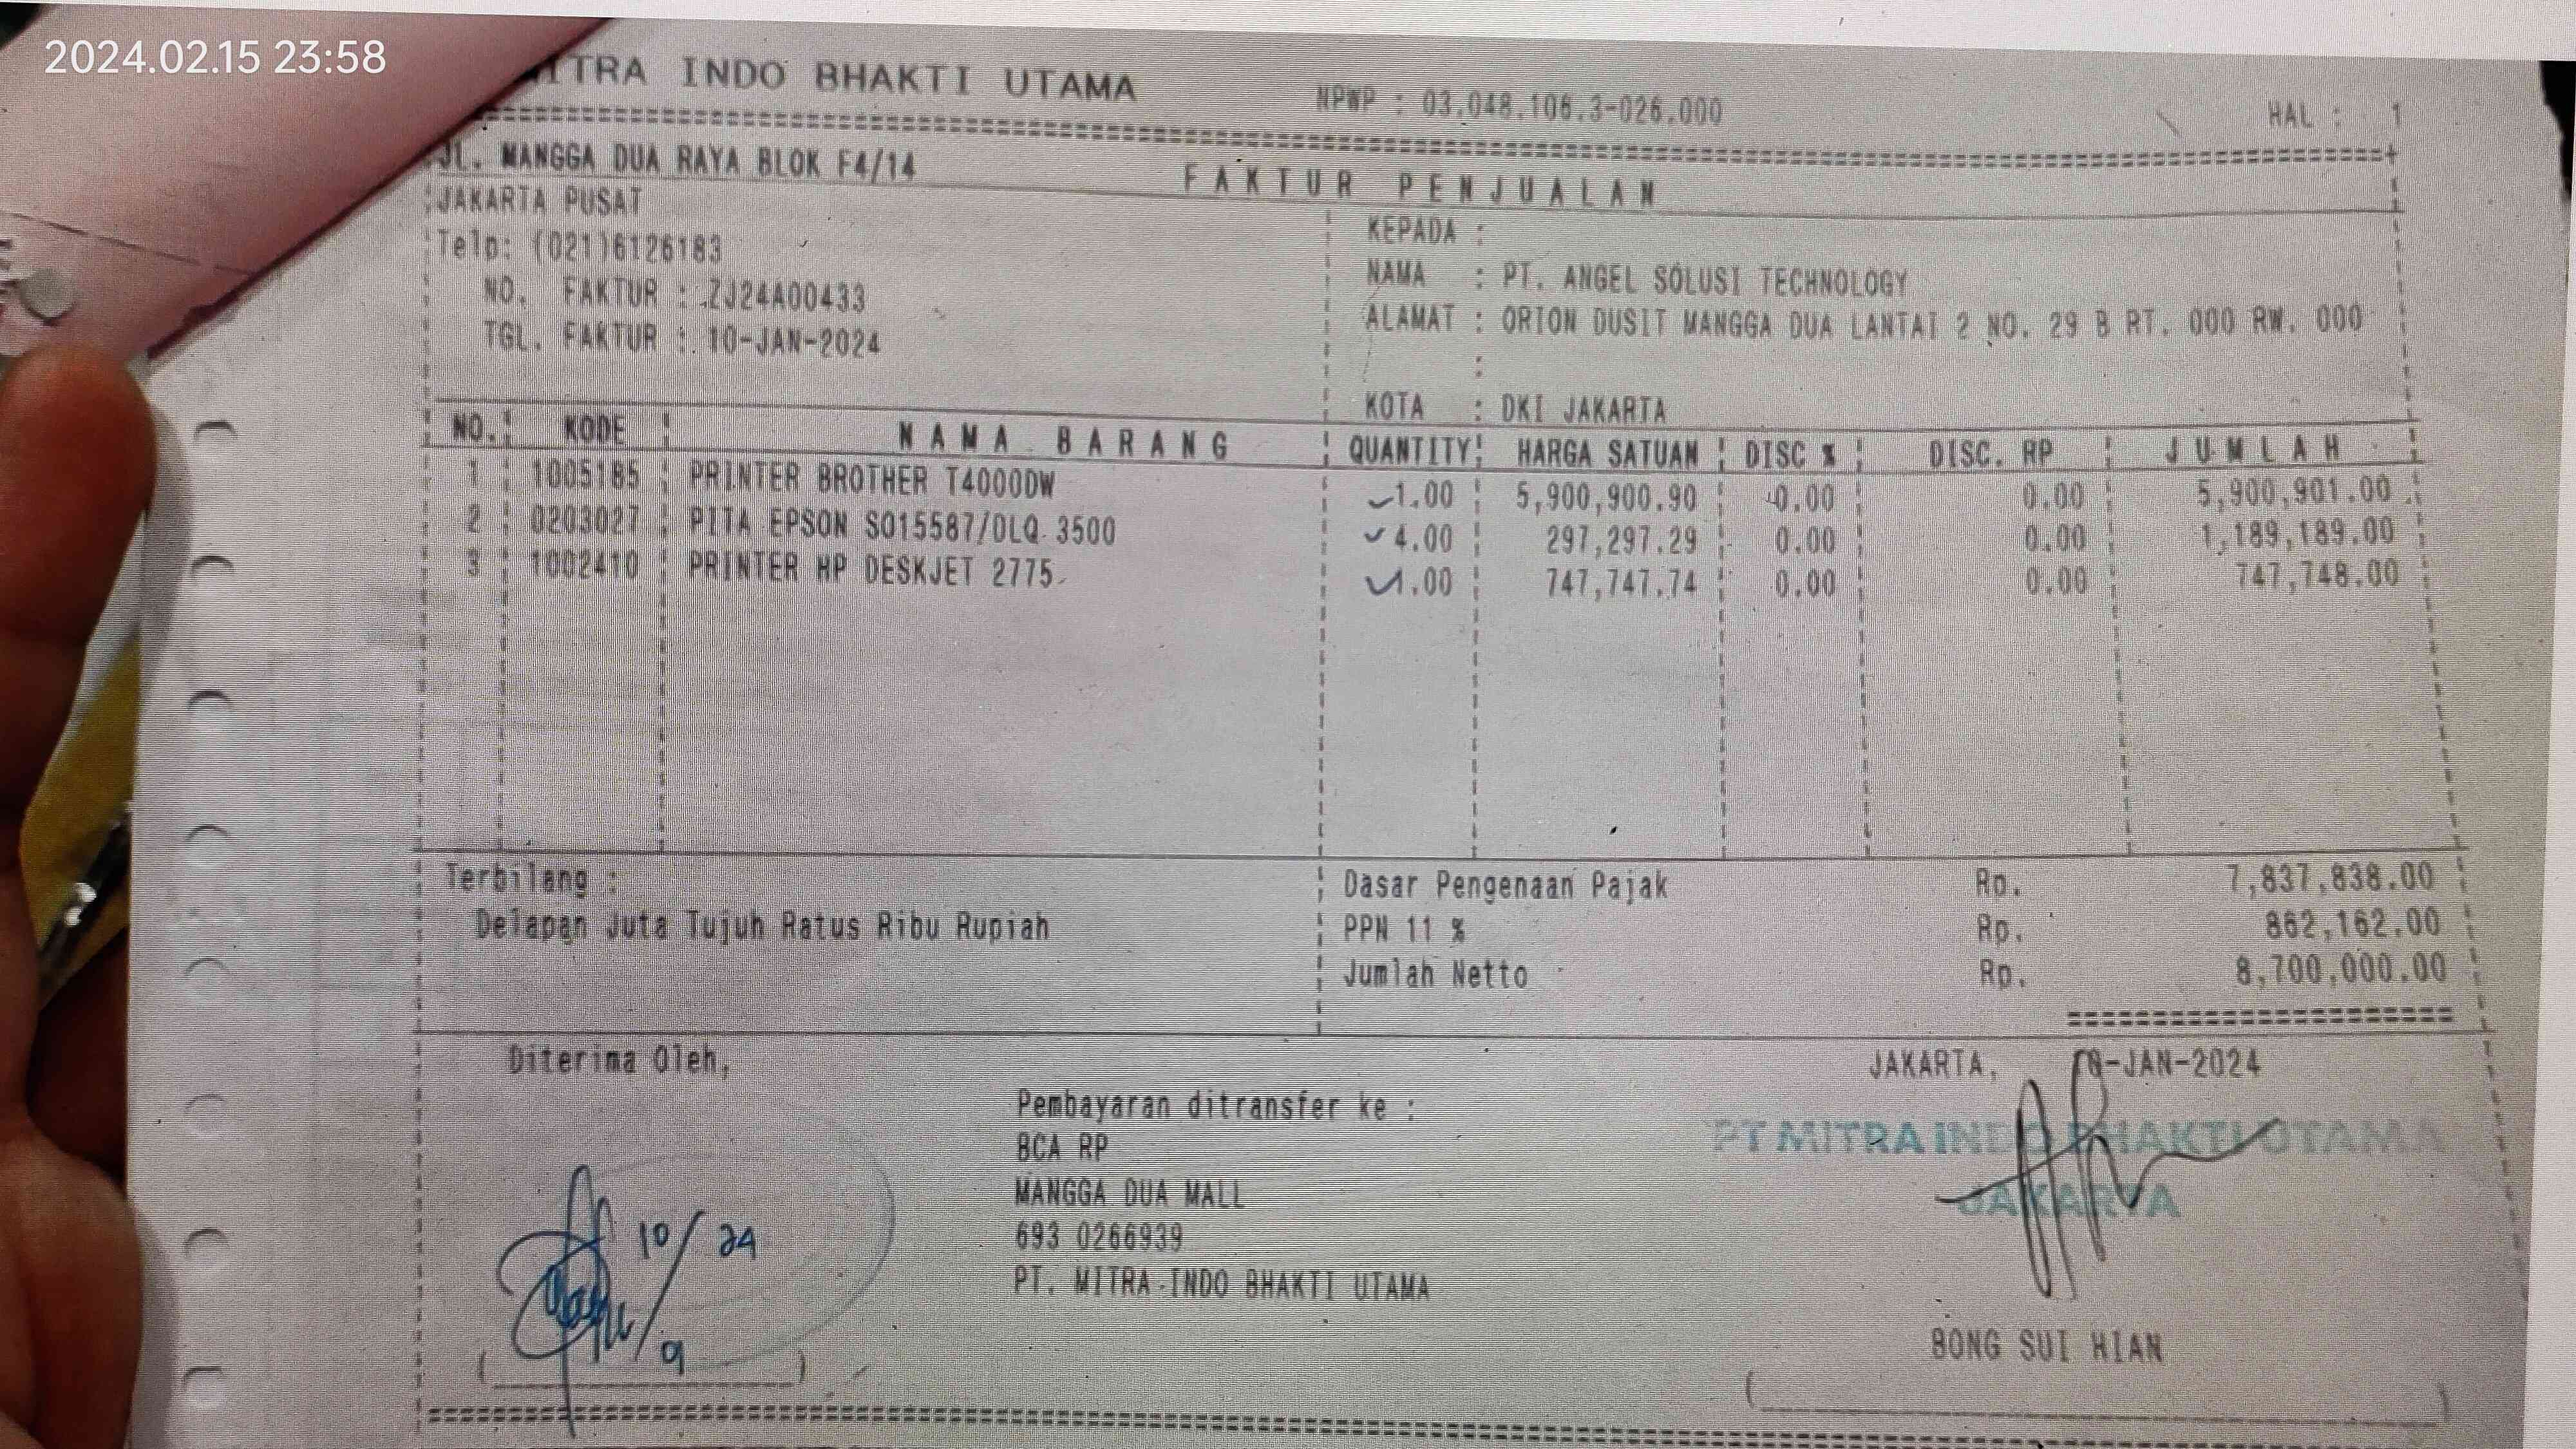 2024.02.15 23:58
MITRA INDO BHAKTI UTAMA
NPWP : 03.048.106.3-026.000
HAL : 1
JL. MANGGA DUA RAYA BLOK F4/14
FAKTUR PENJUALAN
JAKARTA PUSAT
Telp: (021)6126183
NO. FAKTUR : ZJ24A00433
TGL. FAKTUR : 10-JAN-2024
KEPADA :
NAMA : PT. ANGEL SOLUSI TECHNOLOGY
ALAMAT : ORION DUSIT MANGGA DUA LANTAI 2 NO. 29 B RT. 000 RW. 000
:
KOTA : DKI JAKARTA
NO. KODE NAMA BARANG QUANTITY HARGA SATUAN DISC % DISC. RP JUMLAH
1 1005185 PRINTER BROTHER T4000DW 1.00 5,900,900.90 0.00 0.00 5,900,901.00
2 0203027 PITA EPSON S015587/DLQ 3500 4.00 297,297.29 0.00 0.00 1,189,189.00
3 1002410 PRINTER HP DESKJET 2775 1.00 747,747.74 0.00 0.00 747,748.00
Terbilang :
Delapan Juta Tujuh Ratus Ribu Rupiah
Dasar Pengenaan Pajak Rp. 7,837,838.00
PPN 11 % Rp. 862,162.00
Jumlah Netto Rp. 8,700,000.00
Diterima Oleh,
10/24
/9
Pembayaran ditransfer ke :
BCA RP
MANGGA DUA MALL
693 0266939
PT. MITRA INDO BHAKTI UTAMA
JAKARTA, -JAN-2024
PT MITRA INDO BHAKTI UTAMA
JAKARTA
BONG SUI HIAN